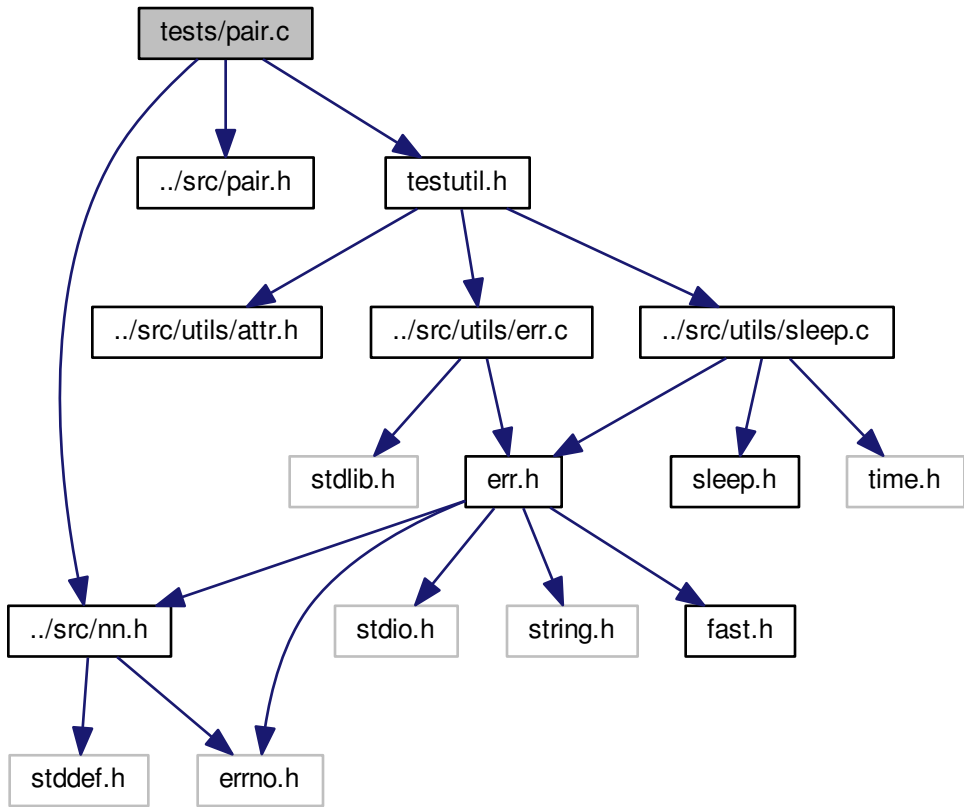 tests/pair.c
../src/pair.h
testutil.h
../src/utils/attr.h
../src/utils/err.c
../src/utils/sleep.c
stdlib.h
err.h
sleep.h
time.h
../src/nn.h
stdio.h
string.h
fast.h
stddef.h
errno.h